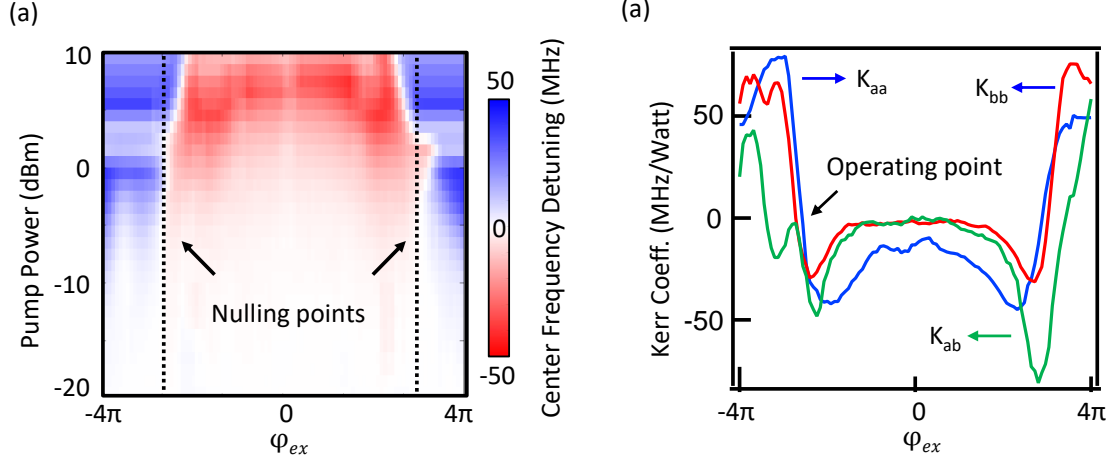 (a)
Pump Power (dBm)
10
0
-10
-20
Nulling points
-4π
0
4π
φex
50
0
-50
Center Frequency Detuning (MHz)
(a)
Kerr Coeff. (MHz/Watt)
50
0
-50
Kaa
Kbb
Operating point
Kab
-4π
0
4π
φex